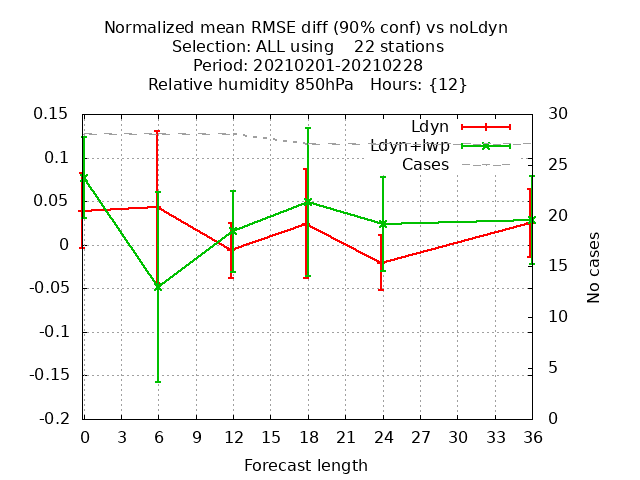 Normalized mean RMSE diff (90% conf) vs noLdyn
Selection: ALL using    22 stations
Period: 20210201-20210228
Relative humidity 850hPa   Hours: {12}
Ldyn
Ldyn+lwp
Cases
0.15
0.1
0.05
0
-0.05
-0.1
-0.15
-0.2
30
25
20
15
10
5
0
No cases
0 3 6 9 12 15 18 21 24 27 30 33 36
Forecast length